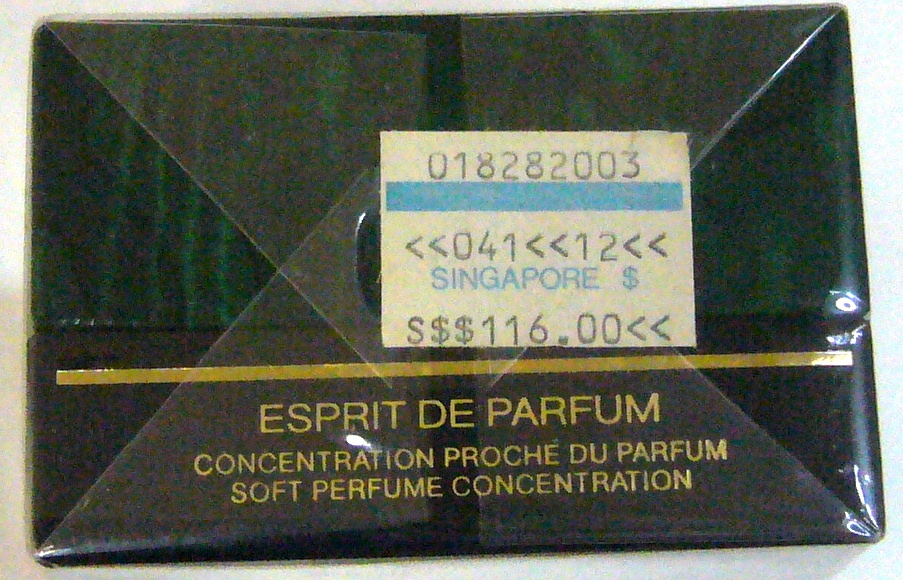 018282003
<<041<<12<<
SINGAPORE $
S$$116.00<<
ESPRIT DE PARFUM
CONCENTRATION PROCHE DU PARFUM
SOFT PERFUME CONCENTRATION